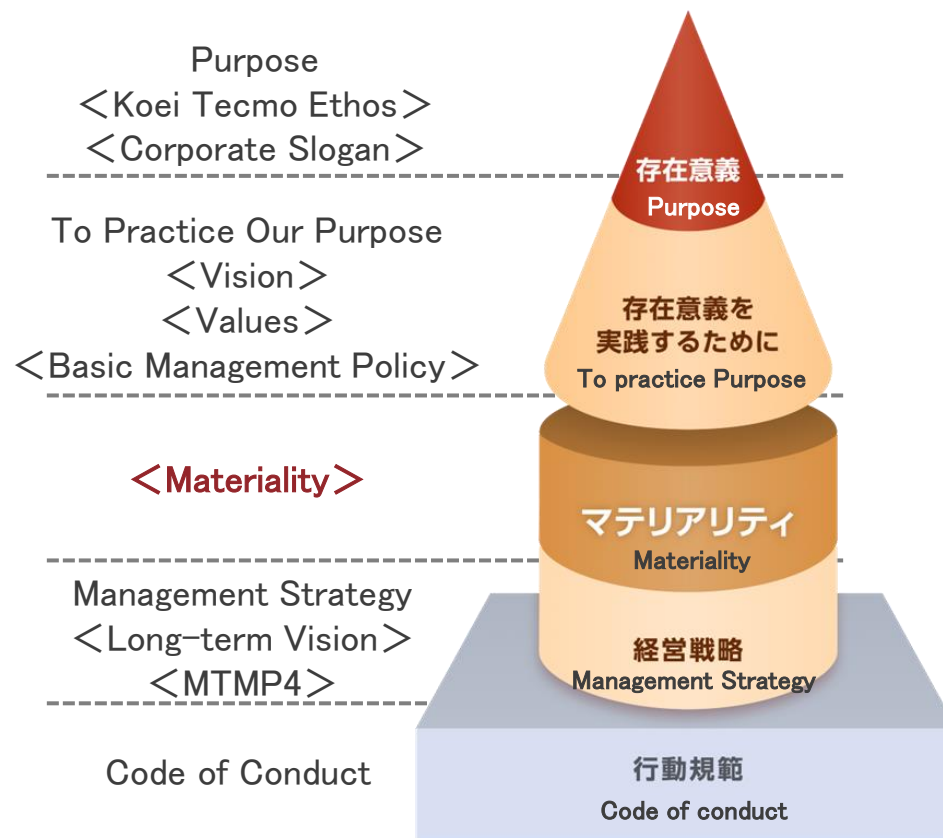 Purpose
＜Koei Tecmo Ethos＞
＜Corporate Slogan＞
存在意義
Purpose
To Practice Our Purpose
＜Vision＞
＜Values＞
＜Basic Management Policy＞
存在意義を
実践するために
To practice Purpose
＜Materiality＞
マテリアリティ
Materiality
Management Strategy
＜Long-term Vision＞
＜MTMP4＞
経営戦略
Management Strategy
Code of Conduct
行動規範
Code of conduct